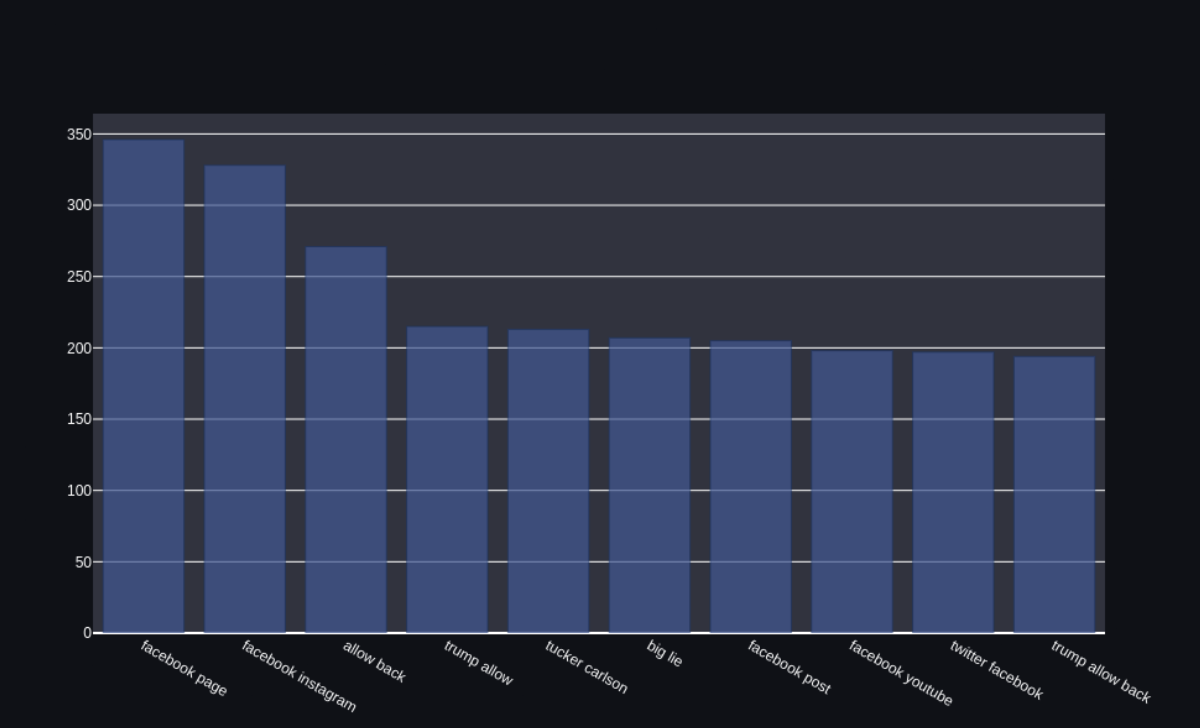 350
300
250
200
150
100
50
0
facebook page
facebook instagram
allow back
trump allow
tucker carlson
big lie
facebook post
facebook youtube
twitter facebook
trump allow back